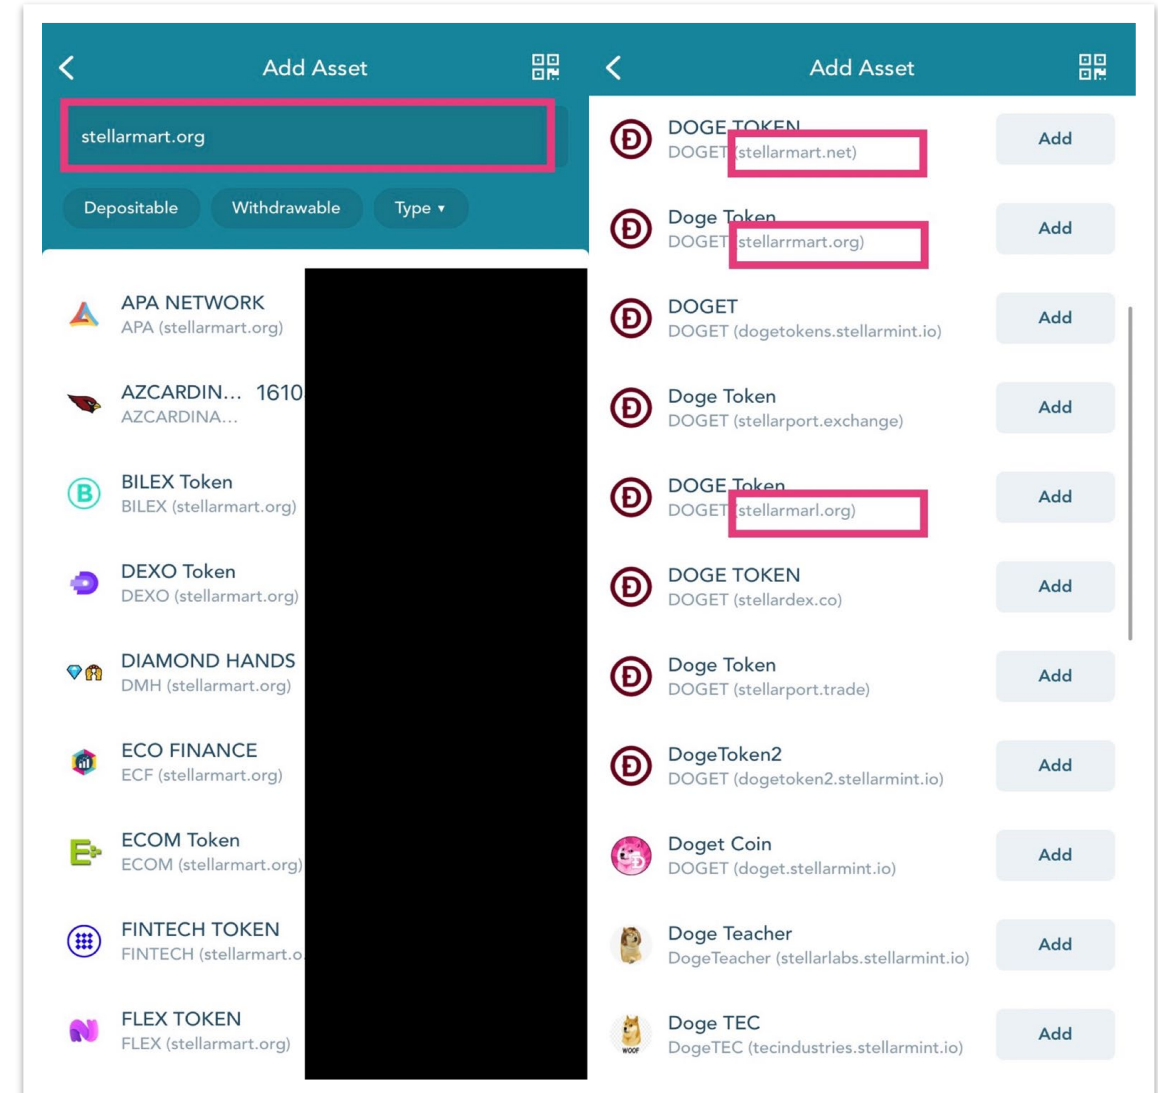 Add Asset
stellarmart.org
Depositable
Withdrawable
Type ▾
APA NETWORK
APA (stellarmart.org)
AZCARDIN... 1610
AZCARDINA...
BILEX Token
BILEX (stellarmart.org)
DEXO Token
DEXO (stellarmart.org)
DIAMOND HANDS
DMH (stellarmart.org)
ECO FINANCE
ECF (stellarmart.org)
ECOM Token
ECOM (stellarmart.org)
FINTECH TOKEN
FINTECH (stellarmart.o
FLEX TOKEN
FLEX (stellarmart.org)
Add Asset
DOGE TOKEN
DOGET (stellarmart.net)
Add
Doge Token
DOGET (stellarrmart.org)
Add
DOGET
DOGET (dogetokens.stellarmint.io)
Add
Doge Token
DOGET (stellarport.exchange)
Add
DOGE Token
DOGET (stellarmarl.org)
Add
DOGE TOKEN
DOGET (stellardex.co)
Add
Doge Token
DOGET (stellarport.trade)
Add
DogeToken2
DOGET (dogetoken2.stellarmint.io)
Add
Doget Coin
DOGET (doget.stellarmint.io)
Add
Doge Teacher
DogeTeacher (stellarlabs.stellarmint.io)
Add
WOOF
Doge TEC
DogeTEC (tecindustries.stellarmint.io)
Add